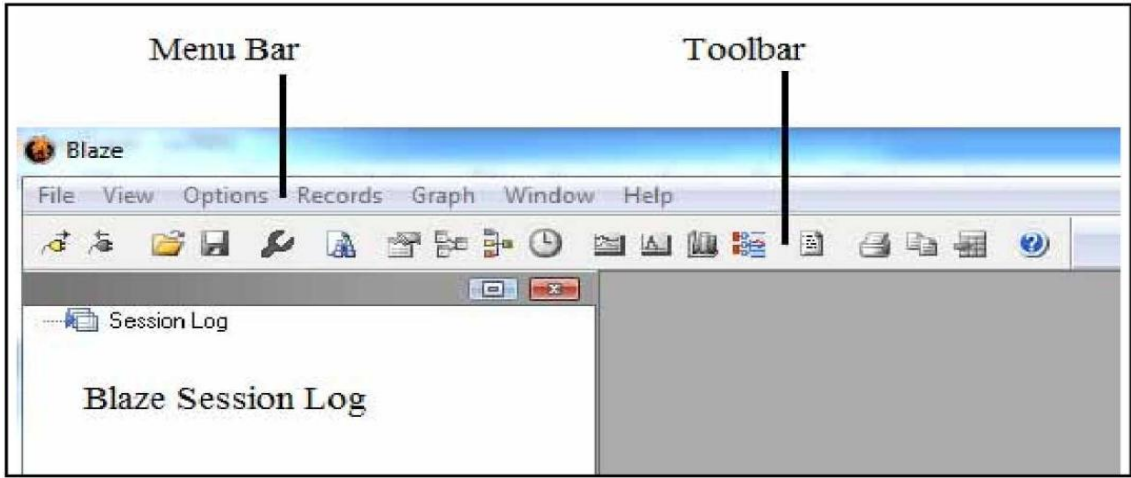 Menu Bar Toolbar
Blaze
File View Options Records Graph Window Help
Session Log
Blaze Session Log